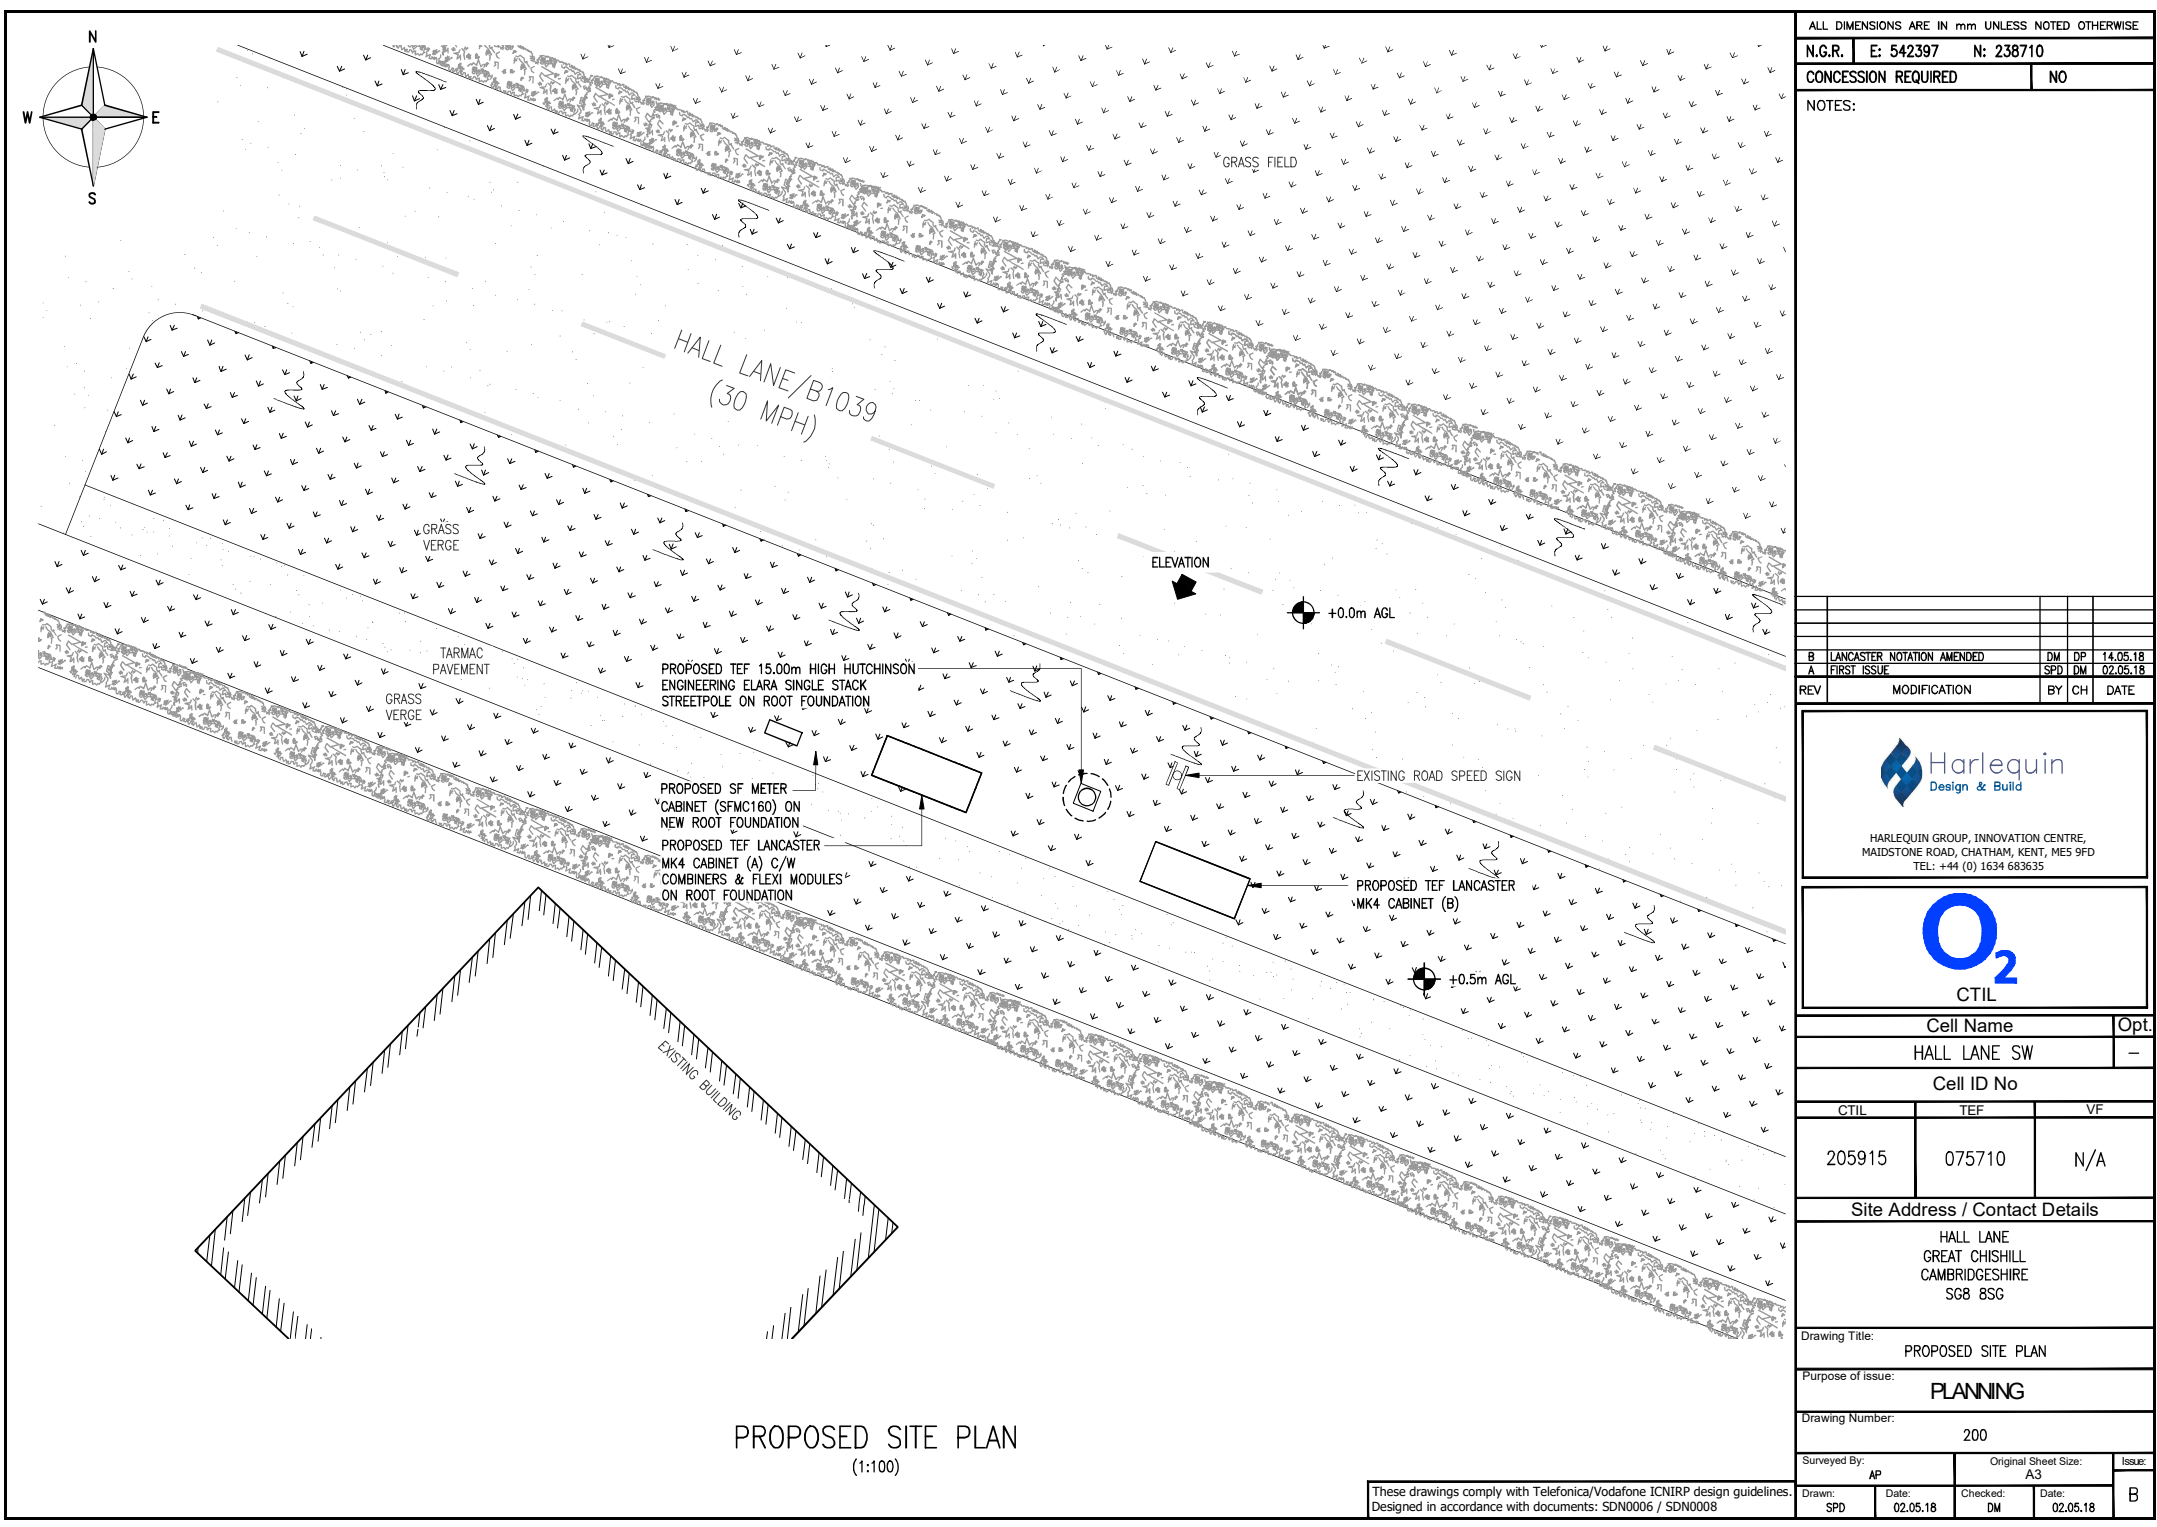 N
W
E
S
GRASS FIELD
HALL LANE/B1039
(30 MPH)
GRASS
VERGE
ELEVATION
+0.0m AGL
TARMAC
PAVEMENT
GRASS
VERGE
PROPOSED TEF 15.00m HIGH HUTCHINSON
ENGINEERING ELARA SINGLE STACK
STREETPOLE ON ROOT FOUNDATION
PROPOSED SF METER
CABINET (SFMC160) ON
NEW ROOT FOUNDATION
PROPOSED TEF LANCASTER
MK4 CABINET (A) C/W
COMBINERS & FLEXI MODULES
ON ROOT FOUNDATION
EXISTING ROAD SPEED SIGN
PROPOSED TEF LANCASTER
MK4 CABINET (B)
+0.5m AGL
EXISTING BUILDING
PROPOSED SITE PLAN
(1:100)
These drawings comply with Telefonica/Vodafone ICNIRP design guidelines.
Designed in accordance with documents: SDN0006 / SDN0008
ALL DIMENSIONS ARE IN mm UNLESS NOTED OTHERWISE
N.G.R. E: 542397 N: 238710
CONCESSION REQUIRED NO
NOTES:
B LANCASTER NOTATION AMENDED DM DP 14.05.18
A FIRST ISSUE SPD DM 02.05.18
REV MODIFICATION BY CH DATE
Harlequin
Design & Build
HARLEQUIN GROUP, INNOVATION CENTRE,
MAIDSTONE ROAD, CHATHAM, KENT, ME5 9FD
TEL: +44 (0) 1634 683635
O2
CTIL
Cell Name Opt.
HALL LANE SW –
Cell ID No
CTIL TEF VF
205915 075710 N/A
Site Address / Contact Details
HALL LANE
GREAT CHISHILL
CAMBRIDGESHIRE
SG8 8SG
Drawing Title:
PROPOSED SITE PLAN
Purpose of issue:
PLANNING
Drawing Number:
200
Surveyed By: Original Sheet Size: Issue:
AP A3
B
Drawn: Date: Checked: Date:
SPD 02.05.18 DM 02.05.18